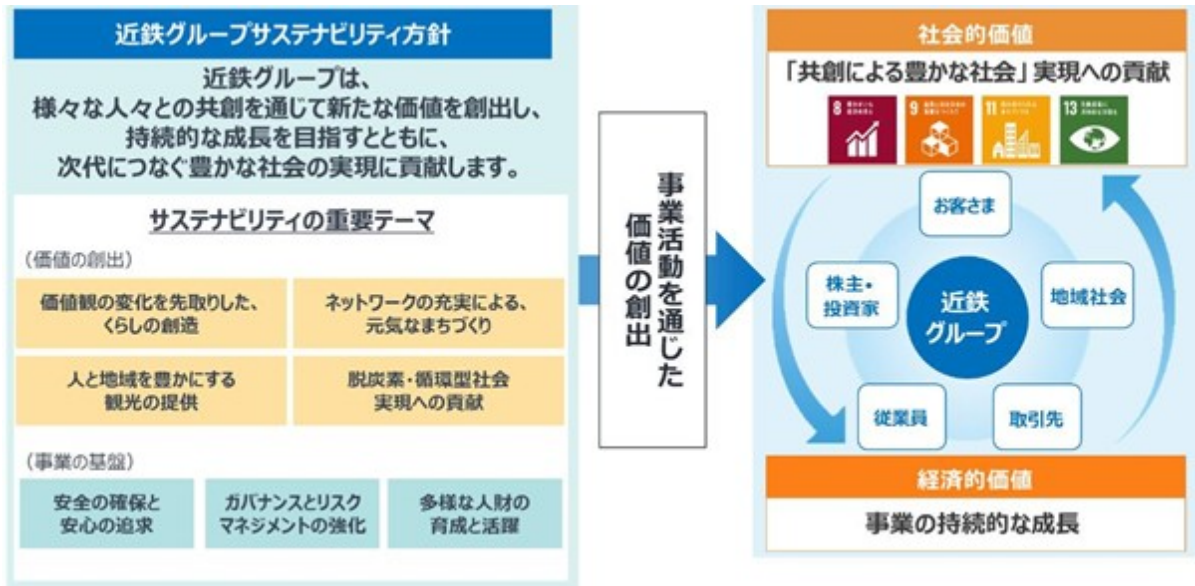 近鉄グループサステナビリティ方針
近鉄グループは、
様々な人々との共創を通じて新たな価値を創出し、
持続的な成長を目指すとともに、
次代につなぐ豊かな社会の実現に貢献します。
サステナビリティの重要テーマ
(価値の創出)
価値観の変化を先取りした、
くらしの創造
ネットワークの充実による、
元気なまちづくり
人と地域を豊かにする
観光の提供
脱炭素・循環型社会
実現への貢献
(事業の基盤)
安全の確保と
安心の追求
ガバナンスとリスク
マネジメントの強化
多様な人財の
育成と活躍
事業活動を通じた
価値の創出
社会的価値
「共創による豊かな社会」実現への貢献
8
9
11
13
お客さま
株主・
投資家
近鉄
グループ
地域社会
従業員
取引先
経済的価値
事業の持続的な成長